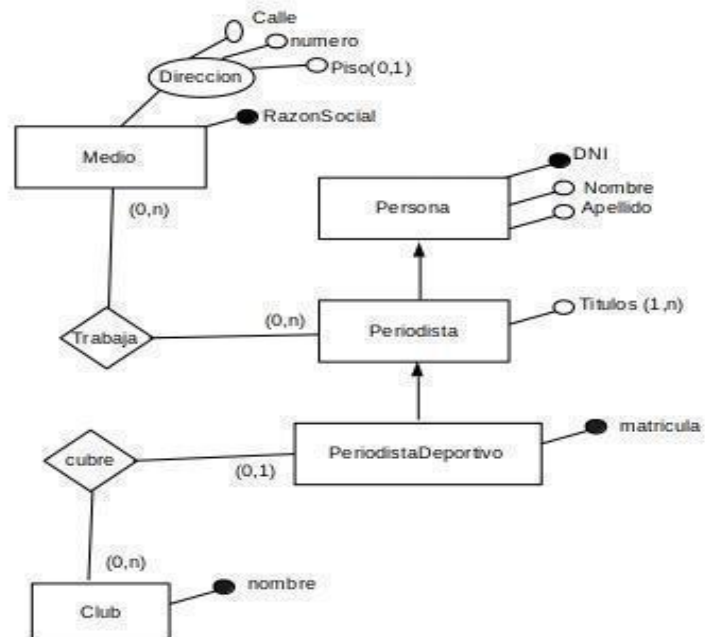 Calle
numero
Piso(0,1)
Direccion
RazonSocial
Medio
DNI
(0,n)
Nombre
Persona
Apellido
(0,n)
Titulos (1,n)
Trabaja
Periodista
matricula
PeriodistaDeportivo
cubre
(0,1)
(0,n)
nombre
Club